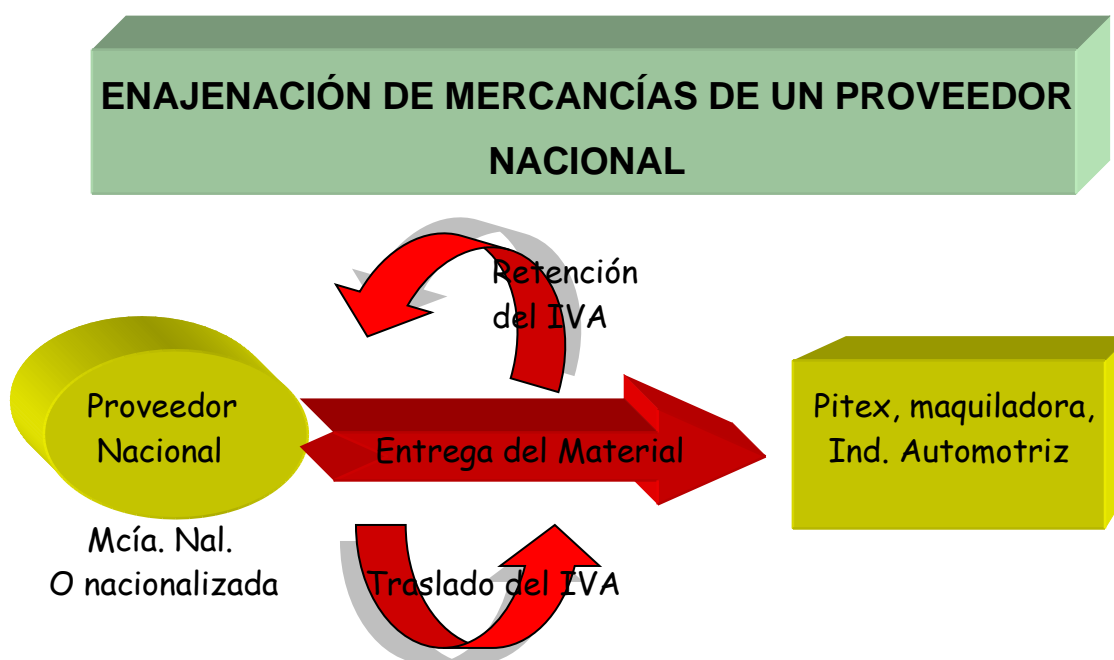 ENAJENACIÓN DE MERCANCÍAS DE UN PROVEEDOR
NACIONAL
Retención
del IVA
Proveedor
Nacional
Entrega del Material
Pitex, maquiladora,
Ind. Automotriz
Mcía. Nal.
O nacionalizada
Traslado del IVA